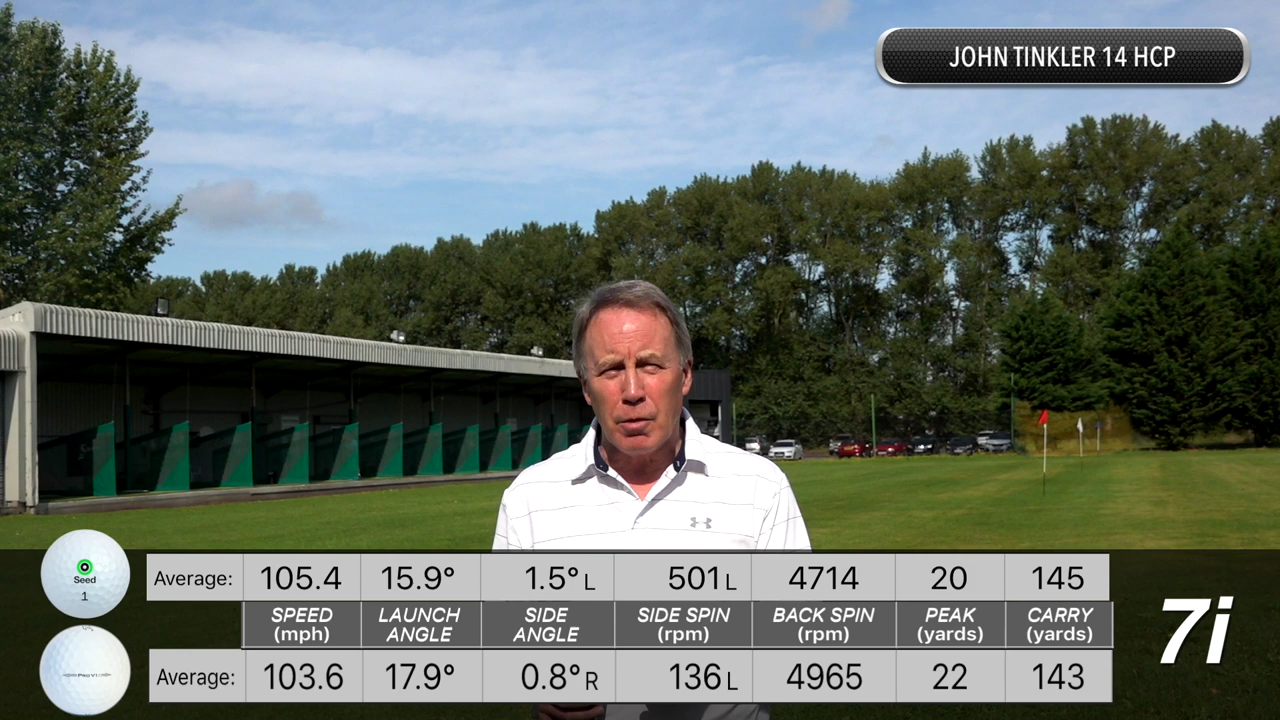 JOHN TINKLER 14 HCP
Seed
1
Average: 105.4 15.9° 1.5° L 501 L 4714 20 145
SPEED (mph) LAUNCH ANGLE SIDE ANGLE SIDE SPIN (rpm) BACK SPIN (rpm) PEAK (yards) CARRY (yards)
7i
Pro V1
Average: 103.6 17.9° 0.8° R 136 L 4965 22 143